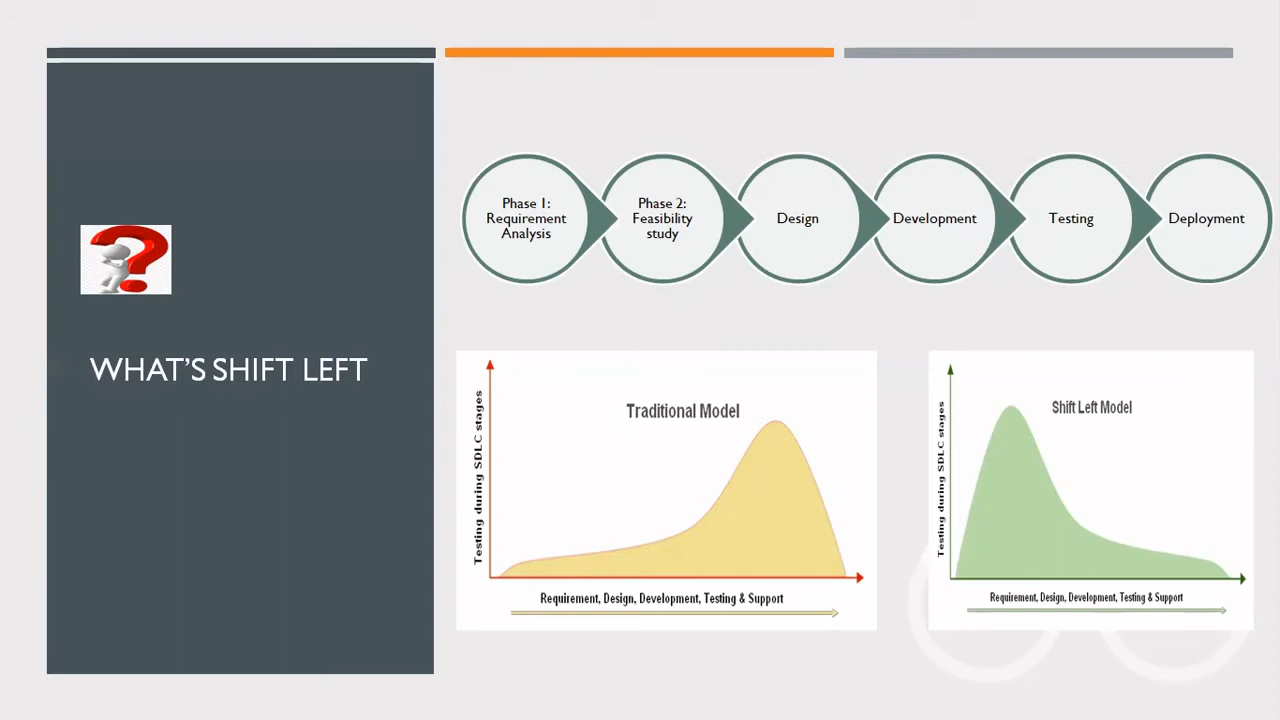 WHAT'S SHIFT LEFT
Phase 1:
Requirement
Analysis
Phase 2:
Feasibility
study
Design
Development
Testing
Deployment
Traditional Model
Testing during SDLC stages
Requirement, Design, Development, Testing & Support
Shift Left Model
Testing during SDLC stages
Requirement, Design, Development, Testing & Support